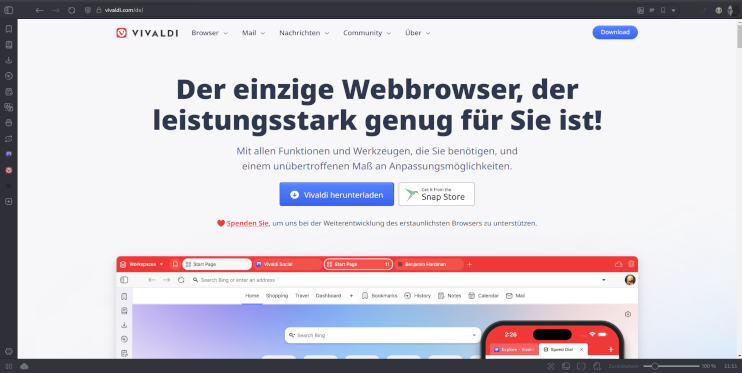 vivaldi.com/de/
VIVALDI
Browser
Mail
Nachrichten
Community
Über
Download
Der einzige Webbrowser, der
leistungsstark genug für Sie ist!
Mit allen Funktionen und Werkzeugen, die Sie benötigen, und
einem unübertroffenen Maß an Anpassungsmöglichkeiten.
Vivaldi herunterladen
Get it from the
Snap Store
Spenden Sie, um uns bei der Weiterentwicklung des erstaunlichsten Browsers zu unterstützen.
Workspaces
Start Page
Vivaldi Social
Start Page
11
Benjamin Hardman
Search Bing or enter an address
Home
Shopping
Travel
Dashboard
Bookmarks
History
Notes
Calendar
Mail
Search Bing
2:26
Explore – Vivaldi
Speed Dial
Zurücksetzen
100 %
11:11